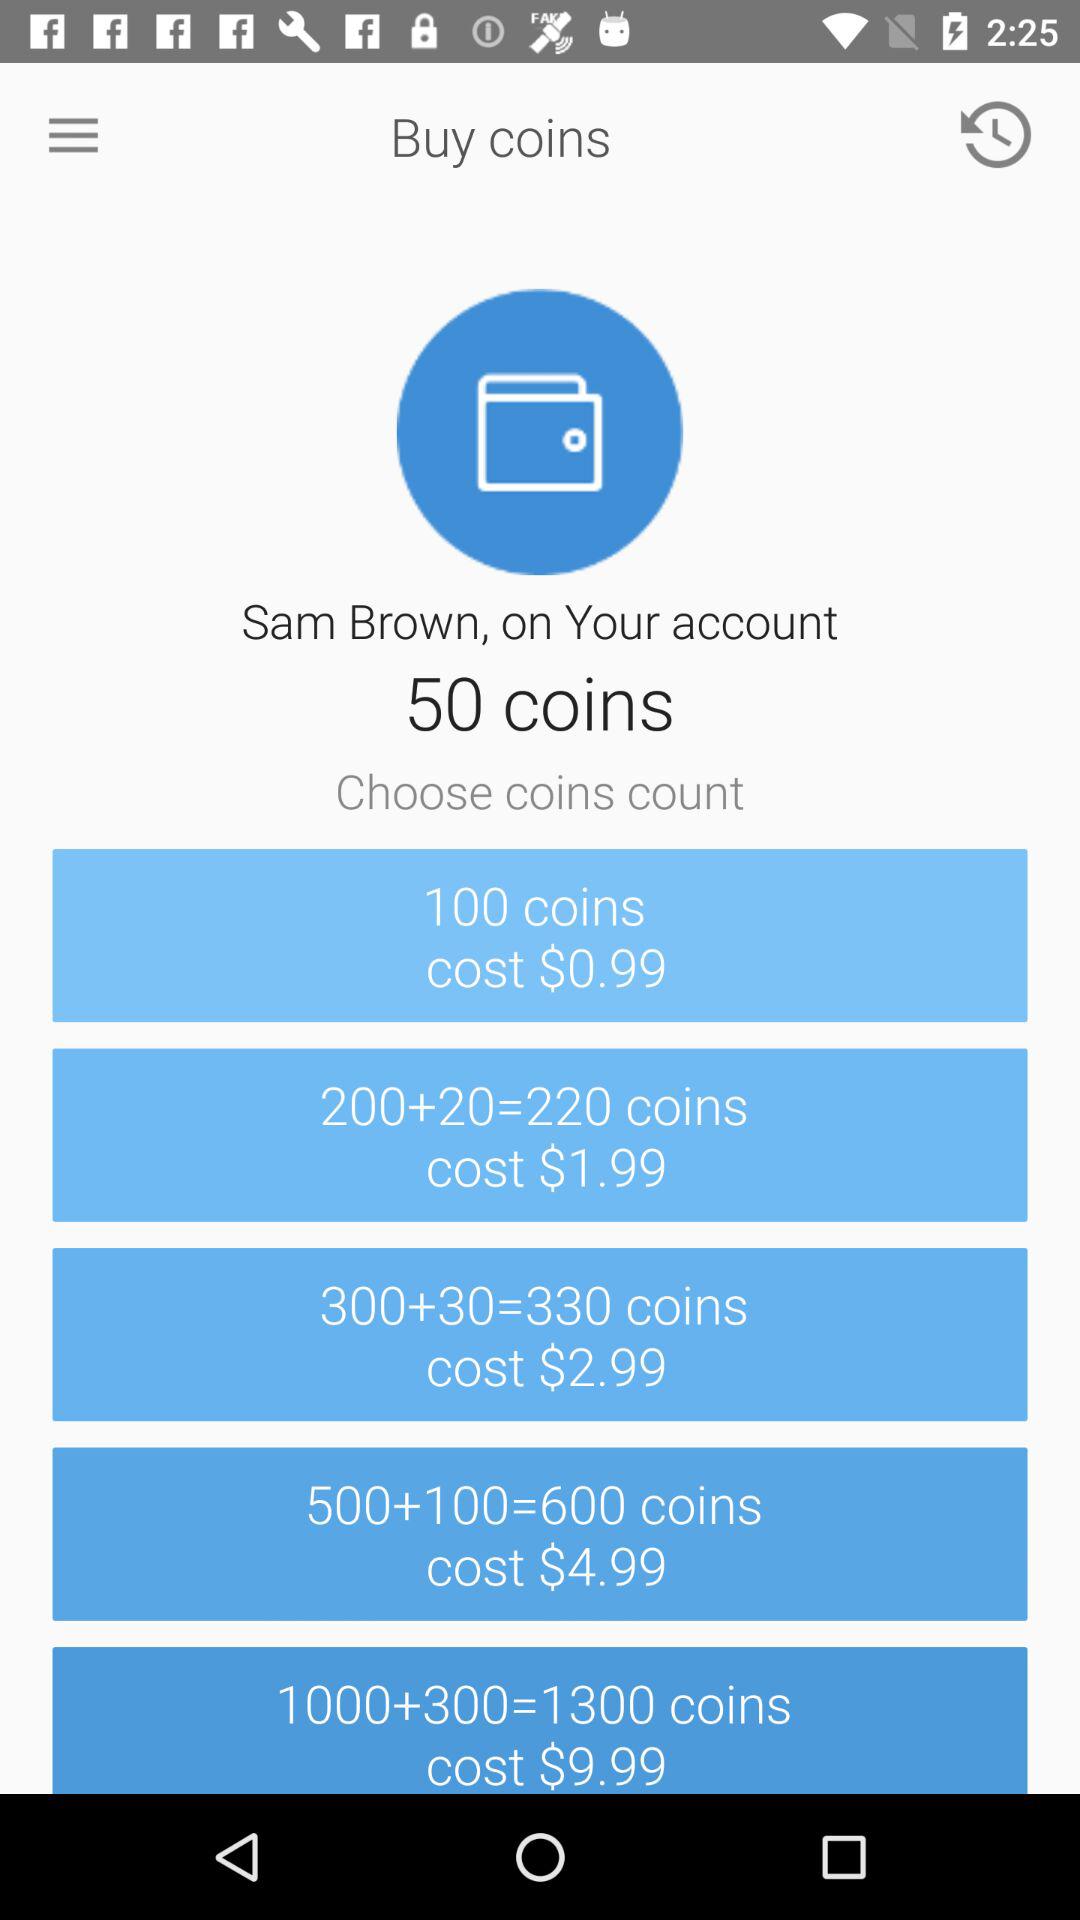 FAKE
2:25
Buy coins
Sam Brown, on Your account
50 coins
Choose coins count
100 coins
cost $0.99
200+20=220 coins
cost $1.99
300+30=330 coins
cost $2.99
500+100=600 coins
cost $4.99
1000+300=1300 coins
cost $9.99